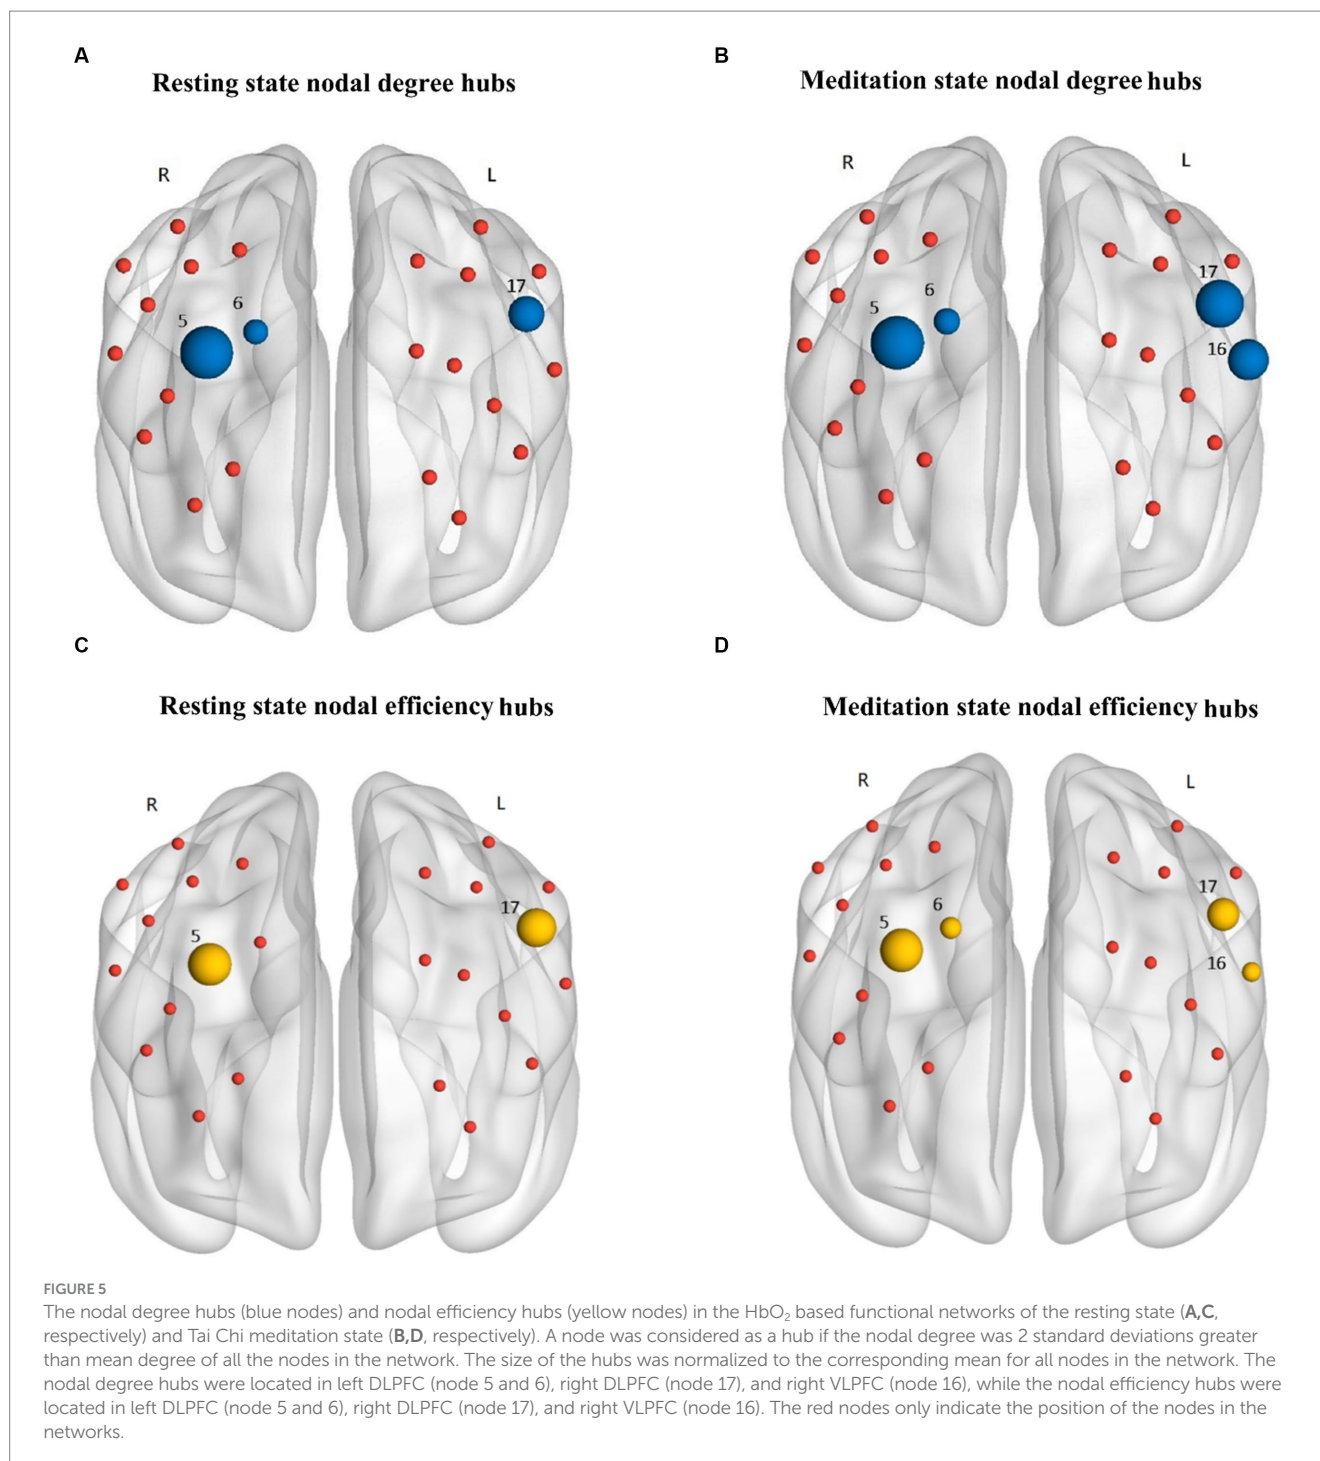 A
Resting state nodal degree hubs
R
L
5
6
17
B
Meditation state nodal degree hubs
R
L
5
6
17
16
C
Resting state nodal efficiency hubs
R
L
5
17
D
Meditation state nodal efficiency hubs
R
L
5
6
17
16
FIGURE 5
The nodal degree hubs (blue nodes) and nodal efficiency hubs (yellow nodes) in the HbO₂ based functional networks of the resting state (A,C,
respectively) and Tai Chi meditation state (B,D, respectively). A node was considered as a hub if the nodal degree was 2 standard deviations greater
than mean degree of all the nodes in the network. The size of the hubs was normalized to the corresponding mean for all nodes in the network. The
nodal degree hubs were located in left DLPFC (node 5 and 6), right DLPFC (node 17), and right VLPFC (node 16), while the nodal efficiency hubs were
located in left DLPFC (node 5 and 6), right DLPFC (node 17), and right VLPFC (node 16). The red nodes only indicate the position of the nodes in the
networks.